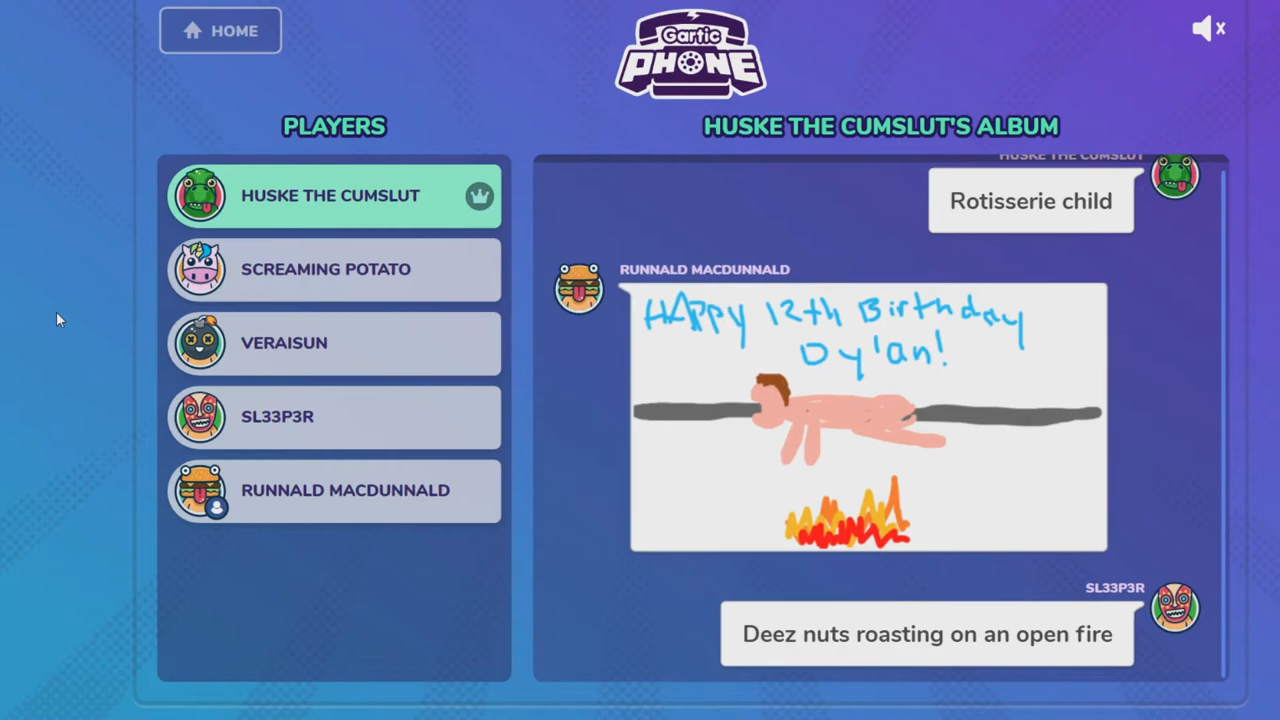 HOME
Gartic
PHONE
PLAYERS
HUSKE THE CUMSLUT'S ALBUM
HUSKE THE CUMSLUT
SCREAMING POTATO
VERAISUN
SL33P3R
RUNNALD MACDUNNALD
HUSKE THE CUMSLUT
Rotisserie child
RUNNALD MACDUNNALD
HAppy 12th Birthday
Dy'an!
SL33P3R
Deez nuts roasting on an open fire